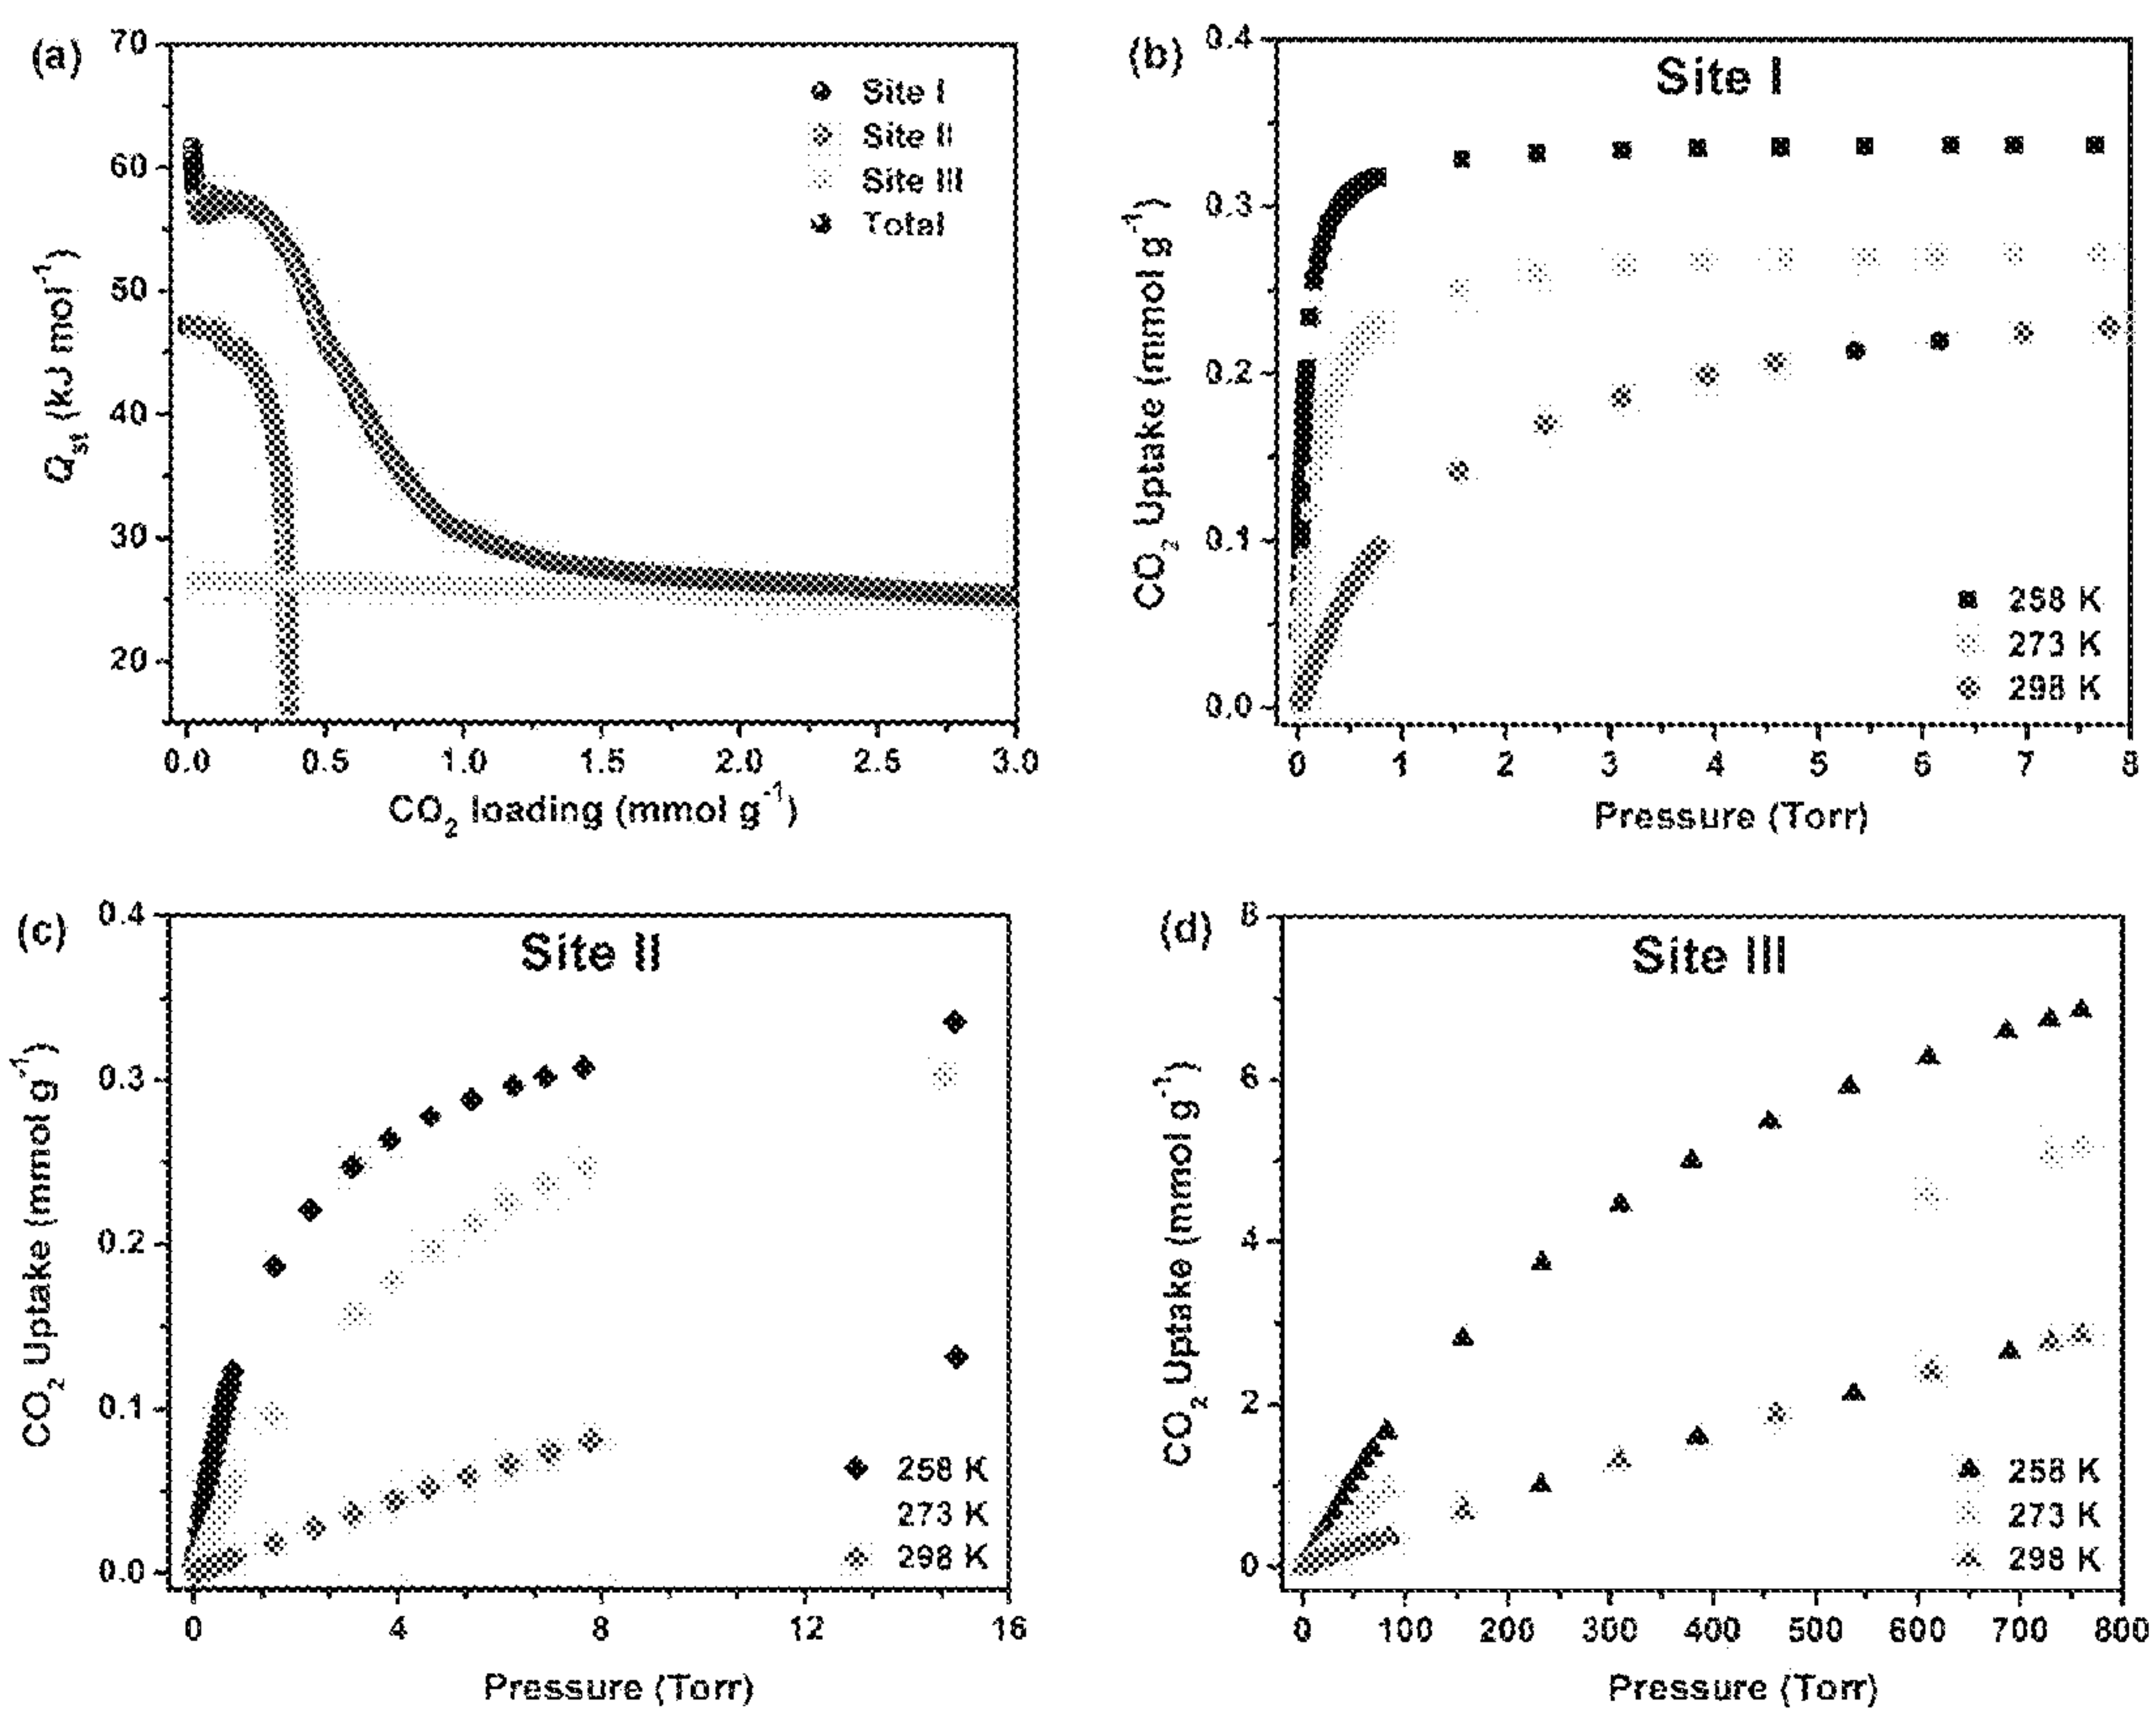 (a)
70
60
50
40
30
20
Q_st (kJ mol⁻¹)
Site I
Site II
Site III
Total
0.0 0.5 1.0 1.5 2.0 2.5 3.0
CO₂ loading (mmol g⁻¹)
(b)
Site I
0.4
0.3
0.2
0.1
0.0
CO₂ Uptake (mmol g⁻¹)
258 K
273 K
298 K
0 1 2 3 4 5 6 7 8
Pressure (Torr)
(c)
Site II
0.4
0.3
0.2
0.1
0.0
CO₂ Uptake (mmol g⁻¹)
258 K
273 K
298 K
0 4 8 12 16
Pressure (Torr)
(d)
Site III
8
6
4
2
0
CO₂ Uptake (mmol g⁻¹)
258 K
273 K
298 K
0 100 200 300 400 500 600 700 800
Pressure (Torr)